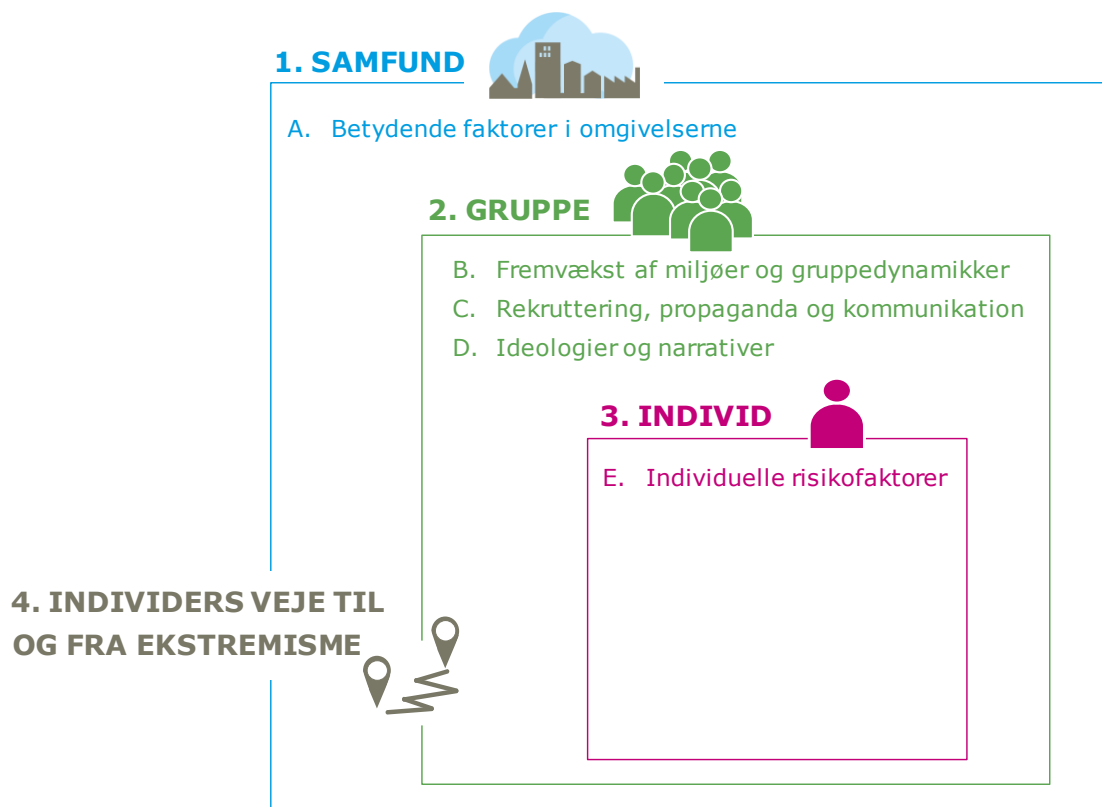 1. SAMFUND
A. Betydende faktorer i omgivelserne
2. GRUPPE
B. Fremvækst af miljøer og gruppedynamikker
C. Rekruttering, propaganda og kommunikation
D. Ideologier og narrativer
3. INDIVID
E. Individuelle risikofaktorer
4. INDIVIDERS VEJE TIL
OG FRA EKSTREMISME